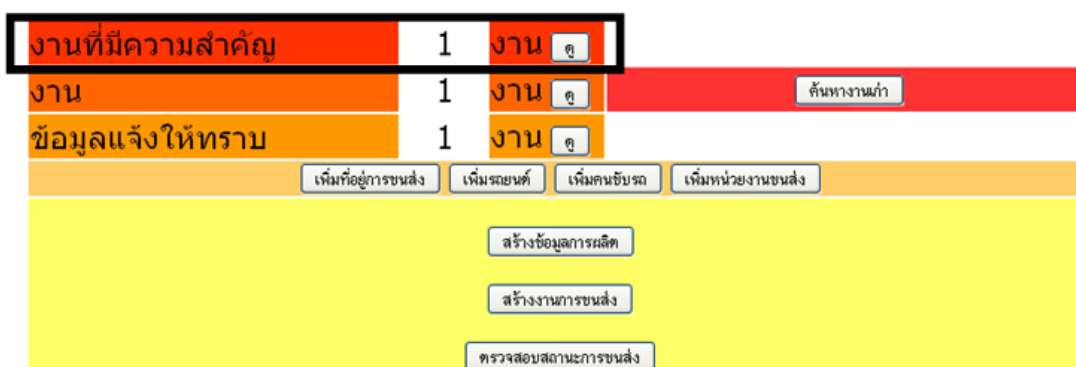 งานที่มีความสำคัญ 1 งาน ดู
งาน 1 งาน ดู ค้นหางานเก่า
ข้อมูลแจ้งให้ทราบ 1 งาน ดู
เพิ่มที่อยู่การขนส่ง เพิ่มรถยนต์ เพิ่มคนขับรถ เพิ่มหน่วยงานขนส่ง
สร้างข้อมูลการผลิต
สร้างงานการขนส่ง
ตรวจสอบสถานะการขนส่ง